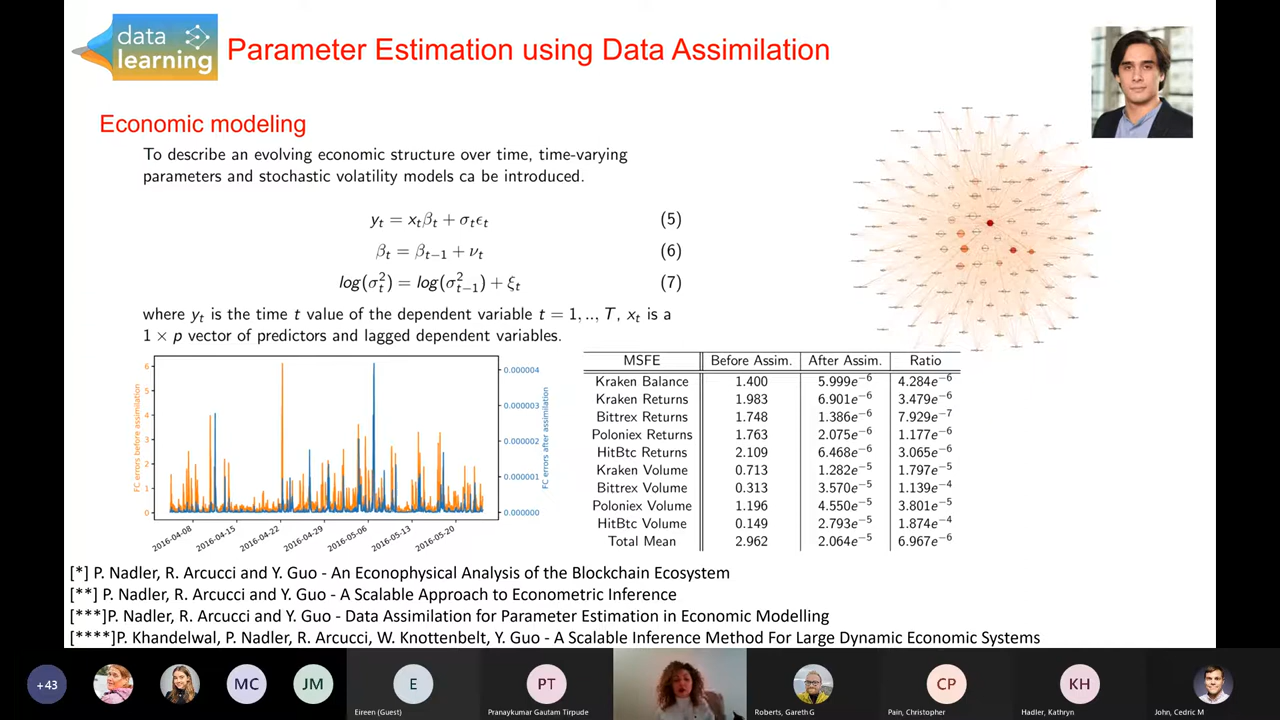 data
learning
Parameter Estimation using Data Assimilation
Economic modeling
To describe an evolving economic structure over time, time-varying
parameters and stochastic volatility models ca be introduced.
y_t = x_tβ_t + σ_tϵ_t (5)
β_t = β_{t−1} + ν_t (6)
log(σ_t^2) = log(σ_{t−1}^2) + ξ_t (7)
where y_t is the time t value of the dependent variable t = 1, .., T, x_t is a
1 × p vector of predictors and lagged dependent variables.
FC errors before assimilation
6
5
4
3
2
1
0
0.000004
0.000003
0.000002
0.000001
0.000000
FC errors after assimilation
2016-04-08
2016-04-15
2016-04-22
2016-04-29
2016-05-06
2016-05-13
2016-05-20
MSFE Before Assim. After Assim. Ratio
Kraken Balance 1.400 5.999e^{−6} 4.284e^{−6}
Kraken Returns 1.983 6.901e^{−6} 3.479e^{−6}
Bittrex Returns 1.748 1.386e^{−6} 7.929e^{−7}
Poloniex Returns 1.763 2.075e^{−6} 1.177e^{−6}
HitBtc Returns 2.109 6.468e^{−6} 3.065e^{−6}
Kraken Volume 0.713 1.282e^{−5} 1.797e^{−5}
Bittrex Volume 0.313 3.570e^{−5} 1.139e^{−4}
Poloniex Volume 1.196 4.550e^{−5} 3.801e^{−5}
HitBtc Volume 0.149 2.793e^{−5} 1.874e^{−4}
Total Mean 2.962 2.064e^{−5} 6.967e^{−6}
[*] P. Nadler, R. Arcucci and Y. Guo - An Econophysical Analysis of the Blockchain Ecosystem
[**] P. Nadler, R. Arcucci and Y. Guo - A Scalable Approach to Econometric Inference
[***]P. Nadler, R. Arcucci and Y. Guo - Data Assimilation for Parameter Estimation in Economic Modelling
[****]P. Khandelwal, P. Nadler, R. Arcucci, W. Knottenbelt, Y. Guo - A Scalable Inference Method For Large Dynamic Economic Systems
+43 MC JM E PT CP KH
Eireen (Guest) Pranaykumar Gautam Tirpude Roberts, Gareth G Pain, Christopher Hadler, Kathryn John, Cedric M